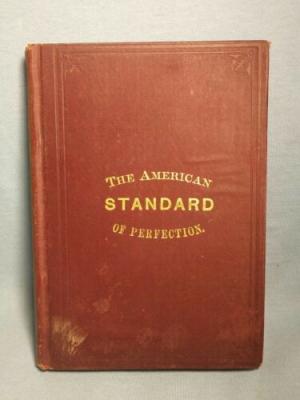 THE AMERICAN
STANDARD
OF PERFECTION.